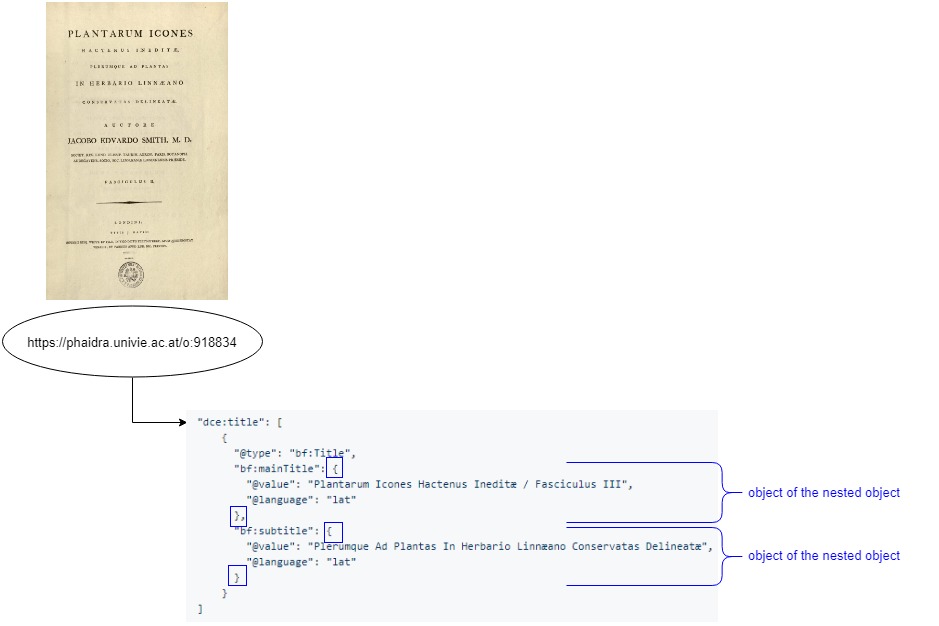 PLANTARUM ICONES
HACTENUS INEDITÆ,
PLERUMQUE AD PLANTAS
IN HERBARIO LINNÆANO
CONSERVATAS DELINEATÆ.
AUCTORE
JACOBO EDVARDO SMITH, M. D.
FASCICULUS II.
LONDINI,
https://phaidra.univie.ac.at/o:918834
"dce:title": [
{
"@type": "bf:Title",
"bf:mainTitle": {
"@value": "Plantarum Icones Hactenus Ineditæ / Fasciculus III",
"@language": "lat"
},
"bf:subtitle": {
"@value": "Plerumque Ad Plantas In Herbario Linnæano Conservatas Delineatæ",
"@language": "lat"
}
}
]
object of the nested object
object of the nested object